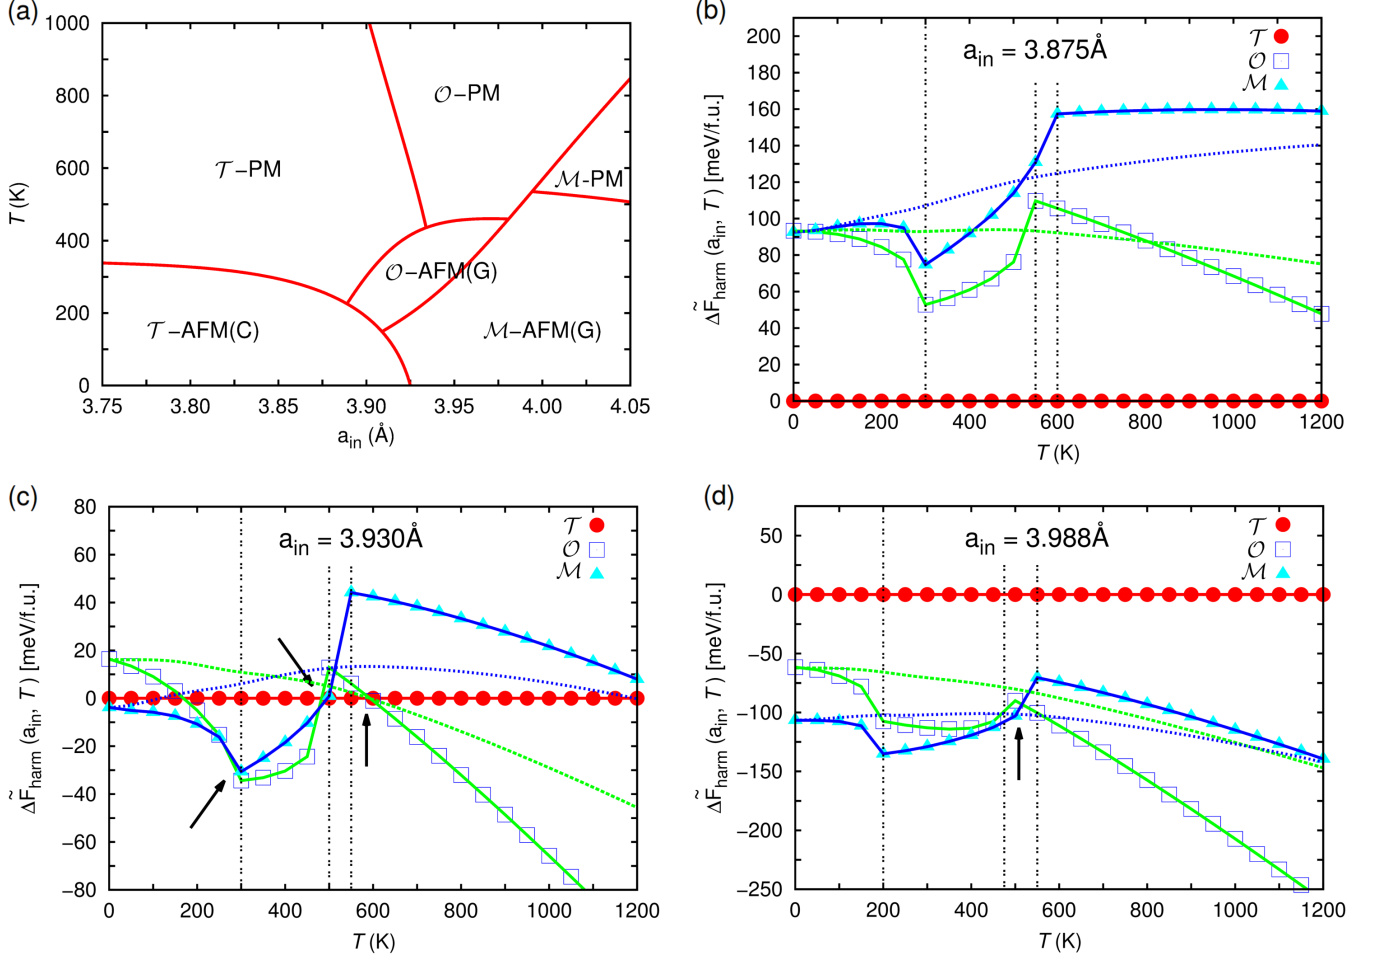 (a)
1000
800
600
400
200
0
T (K)
𝒪−PM
𝒯−PM
ℳ-PM
𝒪−AFM(G)
𝒯−AFM(C)
ℳ−AFM(G)
3.75 3.80 3.85 3.90 3.95 4.00 4.05
a_in (Å)
(b)
200
180
160
140
120
100
80
60
40
20
0
ΔF̃_harm (a_in, T) [meV/f.u.]
a_in = 3.875Å
𝒯
𝒪
ℳ
0 200 400 600 800 1000 1200
T (K)
(c)
80
60
40
20
0
−20
−40
−60
−80
ΔF̃_harm (a_in, T) [meV/f.u.]
a_in = 3.930Å
𝒯
𝒪
ℳ
0 200 400 600 800 1000 1200
T (K)
(d)
50
0
−50
−100
−150
−200
−250
ΔF̃_harm (a_in, T) [meV/f.u.]
a_in = 3.988Å
𝒯
𝒪
ℳ
0 200 400 600 800 1000 1200
T (K)